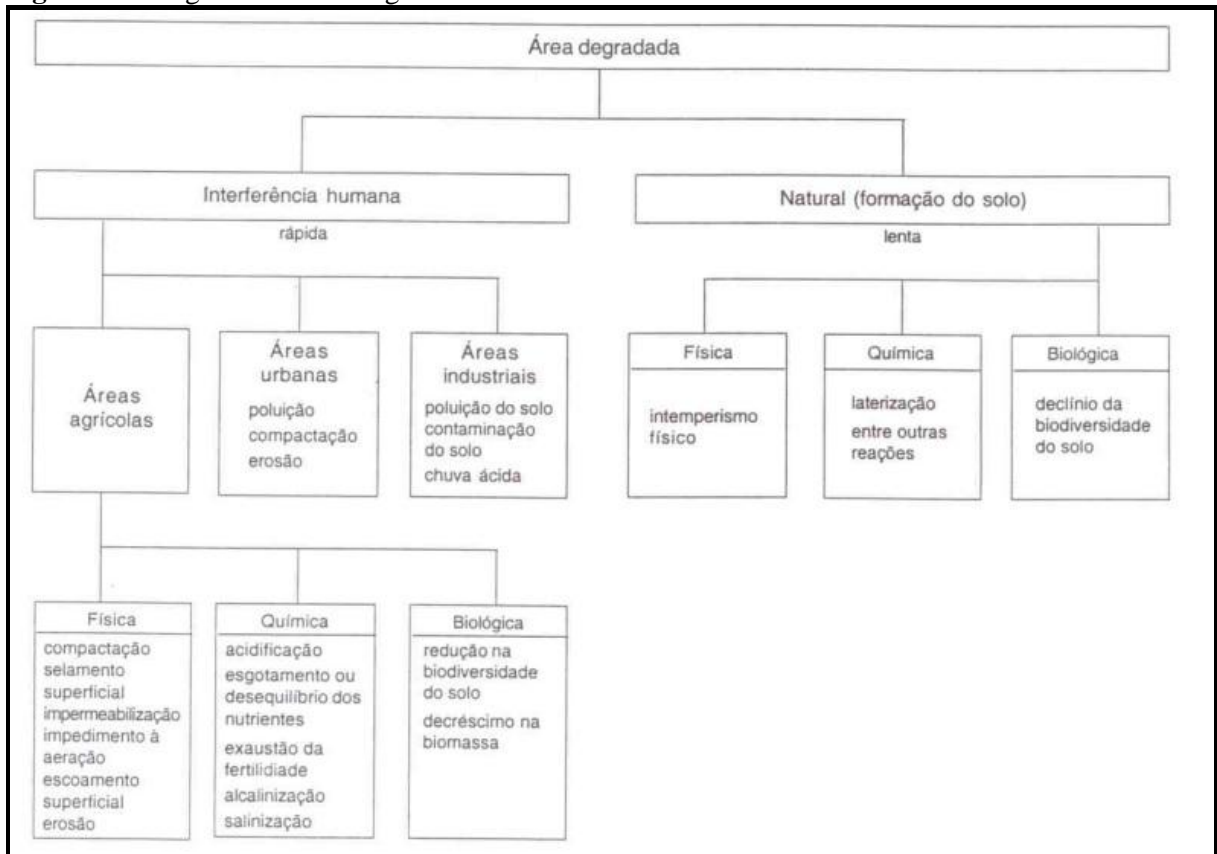 Área degradada
Interferência humana
Natural (formação do solo)
rápida
lenta
Áreas
agrícolas
Áreas
urbanas
poluição
compactação
erosão
Áreas
industriais
poluição do solo
contaminação
do solo
chuva ácida
Física
intemperismo
físico
Química
laterização
entre outras
reações
Biológica
declínio da
biodiversidade
do solo
Física
compactação
selamento
superficial
impermeabilização
impedimento à
aeração
escoamento
superficial
erosão
Química
acidificação
esgotamento ou
desequilíbrio dos
nutrientes
exaustão da
fertilidiade
alcalinização
salinização
Biológica
redução na
biodiversidade
do solo
decréscimo na
biomassa